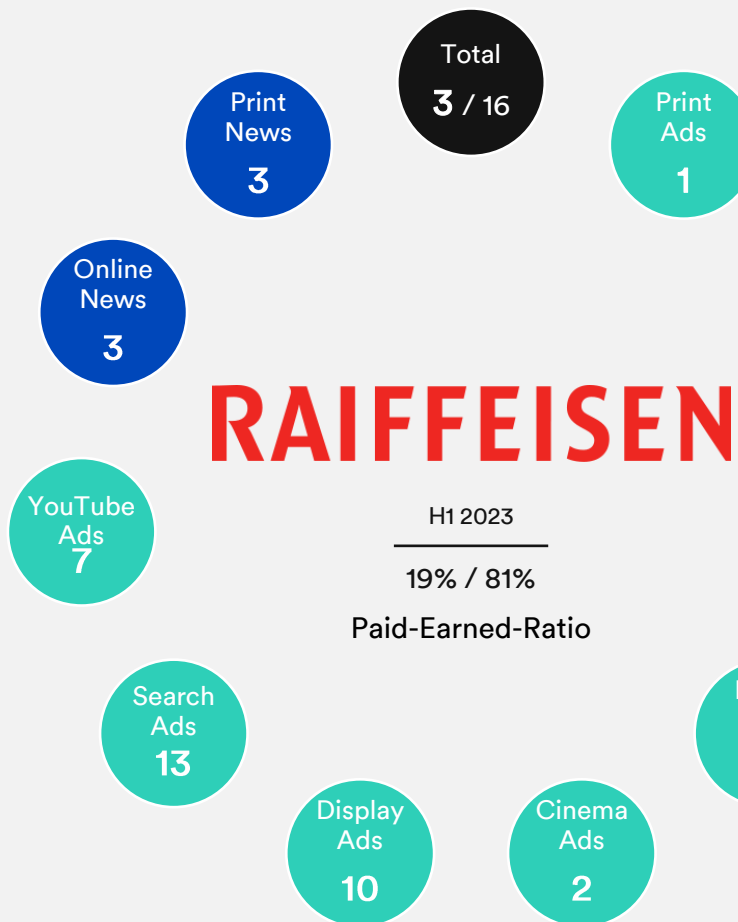 Total
3 / 16
Print
News
3
Print
Ads
1
Online
News
3
RAIFFEISEN
H1 2023
19% / 81%
Paid-Earned-Ratio
YouTube
Ads
7
Search
Ads
13
Display
Ads
10
Cinema
Ads
2